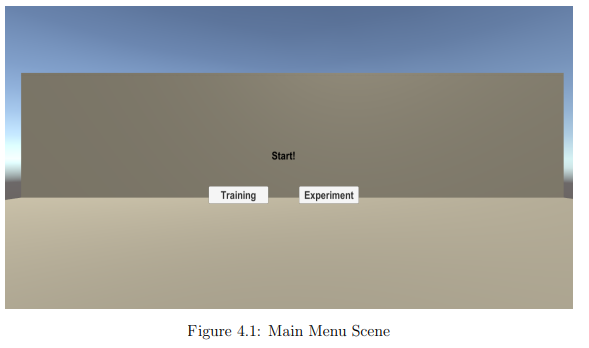 Start!
Training Experiment
Figure 4.1: Main Menu Scene